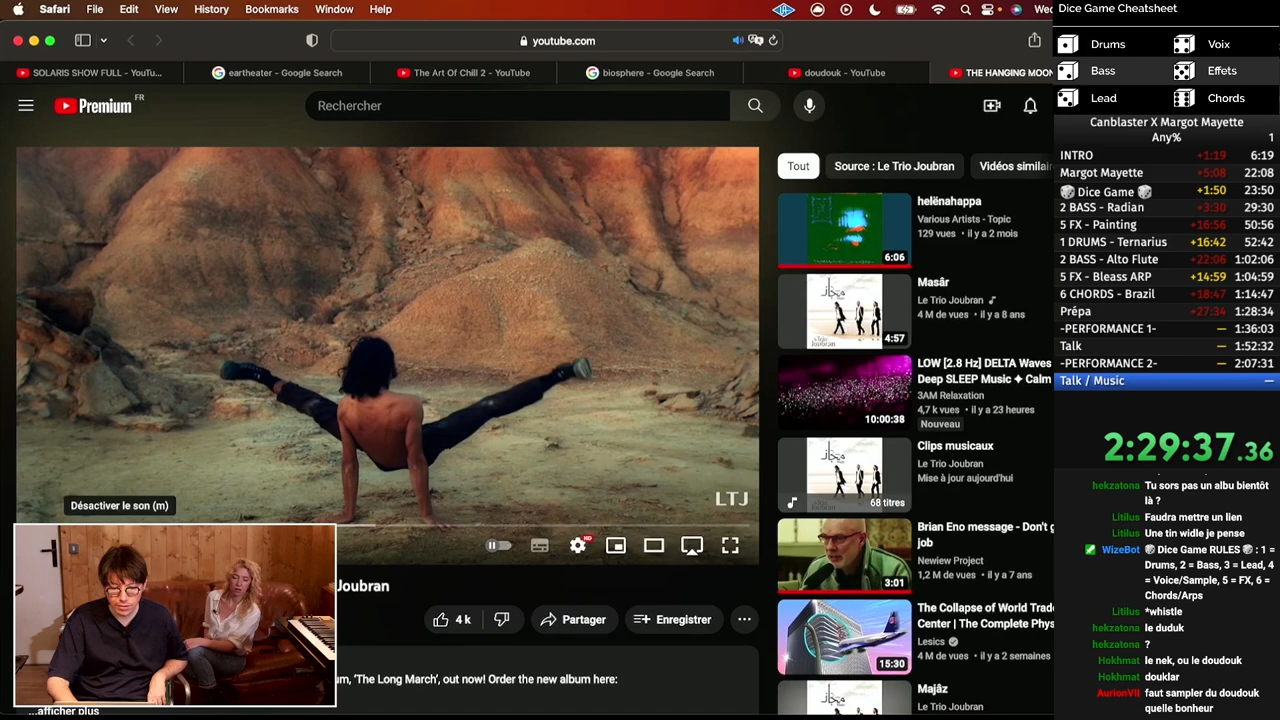 Safari File Edit View History Bookmarks Window Help
Wed
youtube.com
SOLARIS SHOW FULL - YouTu...
eartheater - Google Search
The Art Of Chill 2 - YouTube
biosphere - Google Search
doudouk - YouTube
THE HANGING MOON
Premium FR
Rechercher
LTJ
Désactiver le son (m)
HD
Joubran
4 k
Partager
Enregistrer
m, 'The Long March', out now! Order the new album here:
...afficher plus
Tout
Source : Le Trio Joubran
Vidéos similair
helënahappa
Various Artists - Topic
129 vues • il y a 2 mois
6:06
Masâr
Le Trio Joubran
4 M de vues • il y a 8 ans
4:57
LOW [2.8 Hz] DELTA Waves
Deep SLEEP Music ✦ Calm
3AM Relaxation
4,7 k vues • il y a 23 heures
Nouveau
10:00:38
Clips musicaux
Le Trio Joubran
Mise à jour aujourd'hui
68 titres
Brian Eno message - Don't g
job
Newiew Project
1,2 M de vues • il y a 7 ans
3:01
The Collapse of World Trade
Center | The Complete Phys
Lesics
4 M de vues • il y a 2 semaines
15:30
Majâz
Le Trio Joubran
Dice Game Cheatsheet
Drums Voix
Bass Effets
Lead Chords
Canblaster X Margot Mayette
Any% 1
INTRO +1:19 6:19
Margot Mayette +5:08 22:08
🎲 Dice Game 🎲 +1:50 23:50
2 BASS - Radian +3:30 29:30
5 FX - Painting +16:56 50:56
1 DRUMS - Ternarius +16:42 52:42
2 BASS - Alto Flute +22:06 1:02:06
5 FX - Bleass ARP +14:59 1:04:59
6 CHORDS - Brazil +18:47 1:14:47
Prépa +27:34 1:28:34
-PERFORMANCE 1- — 1:36:03
Talk — 1:52:32
-PERFORMANCE 2- — 2:07:31
Talk / Music —
2:29:37.36
hekzatona Tu sors pas un albu bientôt
là ?
Litilus Faudra mettre un lien
Litilus Une tin widle je pense
WizeBot 🎲 Dice Game RULES 🎲 : 1 =
Drums, 2 = Bass, 3 = Lead, 4
= Voice/Sample, 5 = FX, 6 =
Chords/Arps
Litilus *whistle
hekzatona le duduk
hekzatona ?
Hokhmat le nek, ou le doudouk
Hokhmat douklar
AurionVII faut sampler du doudouk
quelle bonheur